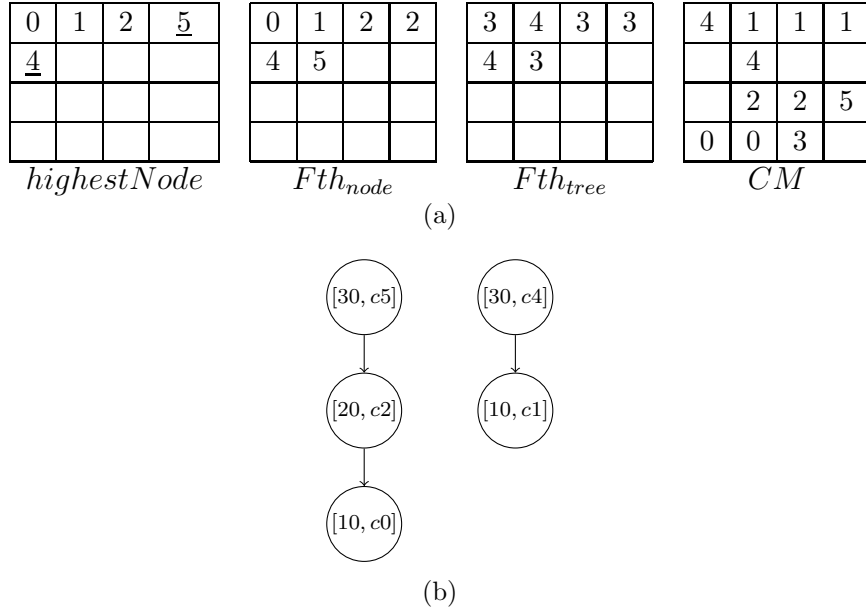 0 1 2 5 0 1 2 2 3 4 3 3 4 1 1 1
4 4 5 4 3 4
2 2 5
0 0 3
highestNode Fth_node Fth_tree CM
(a)
[30, c5] [30, c4]
[20, c2] [10, c1]
[10, c0]
(b)